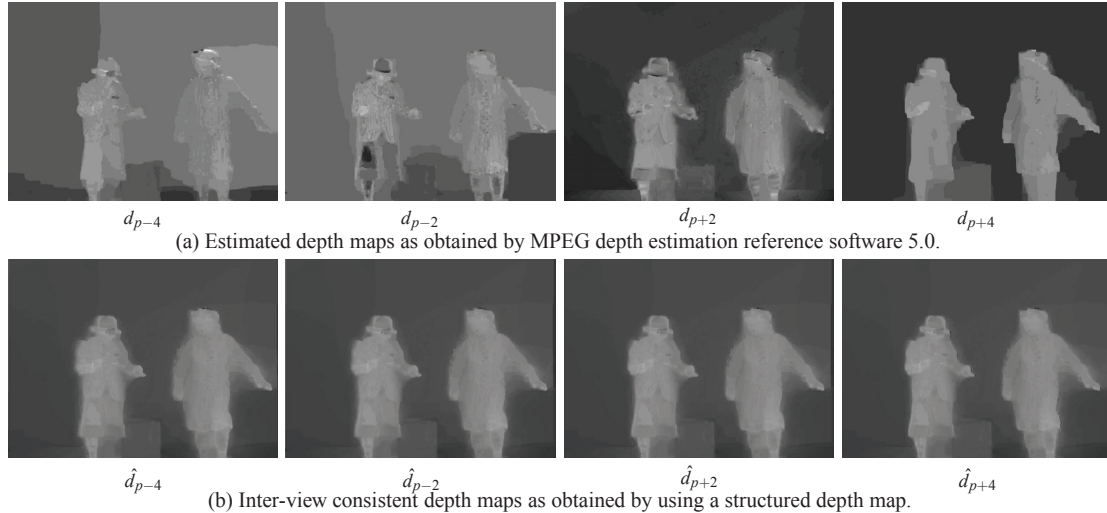 d_{p−4} d_{p−2} d_{p+2} d_{p+4}
(a) Estimated depth maps as obtained by MPEG depth estimation reference software 5.0.
d̂_{p−4} d̂_{p−2} d̂_{p+2} d̂_{p+4}
(b) Inter-view consistent depth maps as obtained by using a structured depth map.